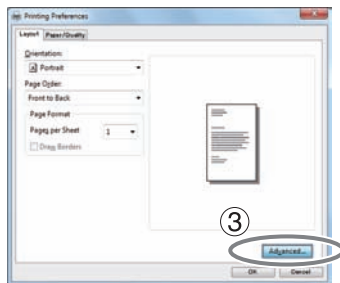 Printing Preferences
Layout Paper/Quality
Orientation:
Portrait
Page Order:
Front to Back
Page Format
Pages per Sheet 1
Draw Borders
3
Advanced...
OK Cancel